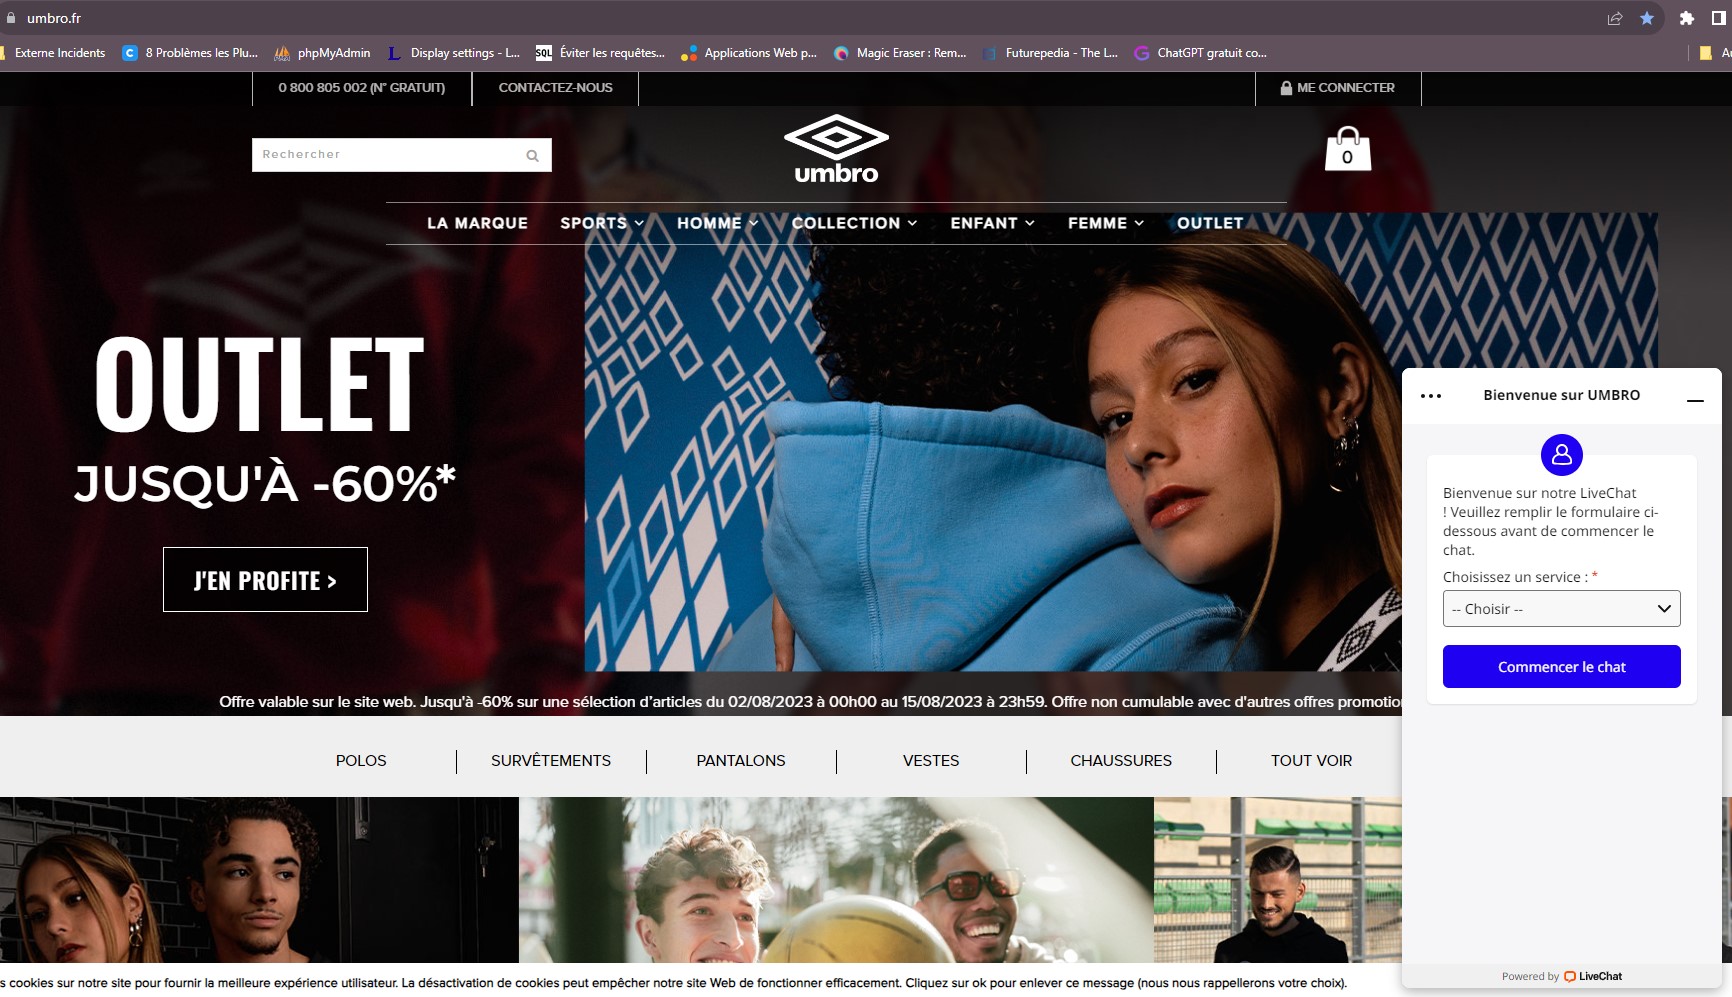 umbro.fr
Externe Incidents
8 Problèmes les Plu...
phpMyAdmin
Display settings - L...
SQL
Éviter les requêtes...
Applications Web p...
Magic Eraser : Rem...
Futurepedia - The L...
ChatGPT gratuit co...
0 800 805 002 (N° GRATUIT)
CONTACTEZ-NOUS
ME CONNECTER
Rechercher
umbro
0
LA MARQUE
SPORTS
HOMME
COLLECTION
ENFANT
FEMME
OUTLET
OUTLET
JUSQU'À -60%*
J'EN PROFITE >
Offre valable sur le site web. Jusqu'à -60% sur une sélection d'articles du 02/08/2023 à 00h00 au 15/08/2023 à 23h59. Offre non cumulable avec d'autres offres promotio
POLOS
SURVÊTEMENTS
PANTALONS
VESTES
CHAUSSURES
TOUT VOIR
Bienvenue sur UMBRO
Bienvenue sur notre LiveChat
! Veuillez remplir le formulaire ci-
dessous avant de commencer le
chat.
Choisissez un service : *
-- Choisir --
Commencer le chat
Powered by LiveChat
s cookies sur notre site pour fournir la meilleure expérience utilisateur. La désactivation de cookies peut empêcher notre site Web de fonctionner efficacement. Cliquez sur ok pour enlever ce message (nous nous rappellerons votre choix).